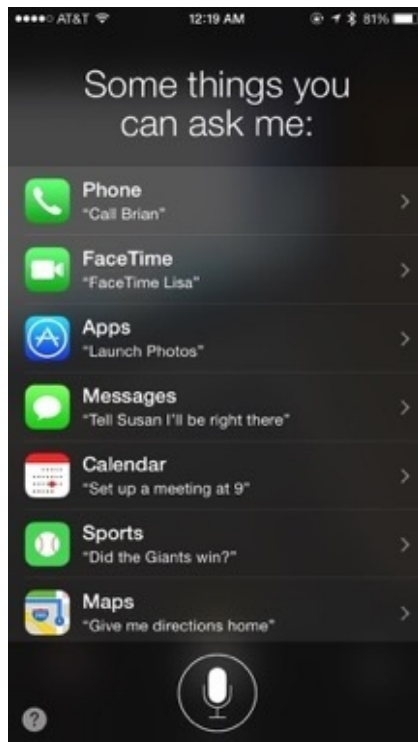 AT&T 12:19 AM 81%
Some things you
can ask me:
Phone
"Call Brian"
FaceTime
"FaceTime Lisa"
Apps
"Launch Photos"
Messages
"Tell Susan I'll be right there"
Calendar
"Set up a meeting at 9"
Sports
"Did the Giants win?"
Maps
"Give me directions home"
?